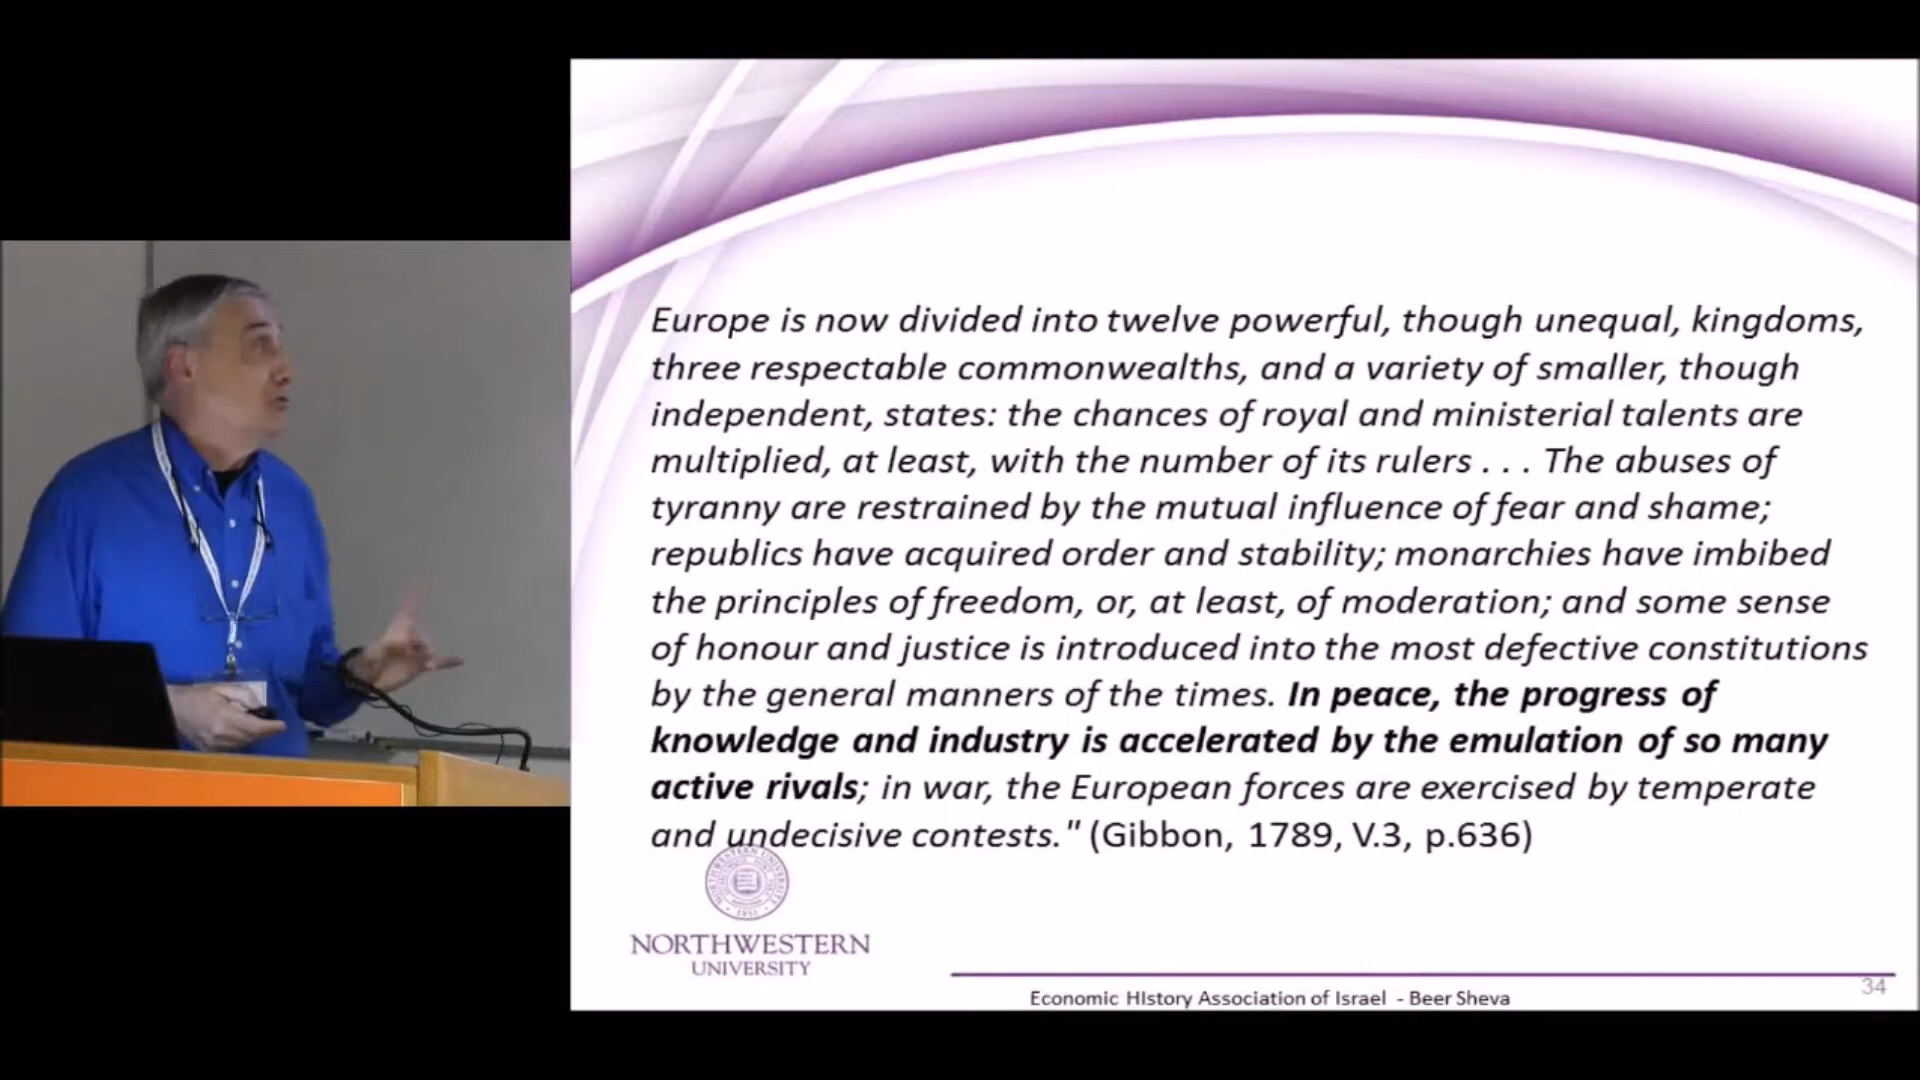 Europe is now divided into twelve powerful, though unequal, kingdoms,
three respectable commonwealths, and a variety of smaller, though
independent, states: the chances of royal and ministerial talents are
multiplied, at least, with the number of its rulers . . . The abuses of
tyranny are restrained by the mutual influence of fear and shame;
republics have acquired order and stability; monarchies have imbibed
the principles of freedom, or, at least, of moderation; and some sense
of honour and justice is introduced into the most defective constitutions
by the general manners of the times. In peace, the progress of
knowledge and industry is accelerated by the emulation of so many
active rivals; in war, the European forces are exercised by temperate
and undecisive contests." (Gibbon, 1789, V.3, p.636)
NORTHWESTERN UNIVERSITY
1851
NORTHWESTERN
UNIVERSITY
Economic HIstory Association of Israel - Beer Sheva
34